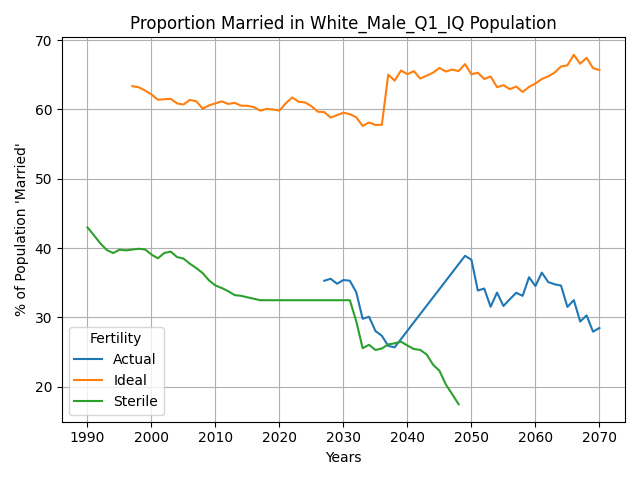 Proportion Married in White_Male_Q1_IQ Population
% of Population 'Married'
70
60
50
40
30
20
Fertility
Actual
Ideal
Sterile
1990 2000 2010 2020 2030 2040 2050 2060 2070
Years